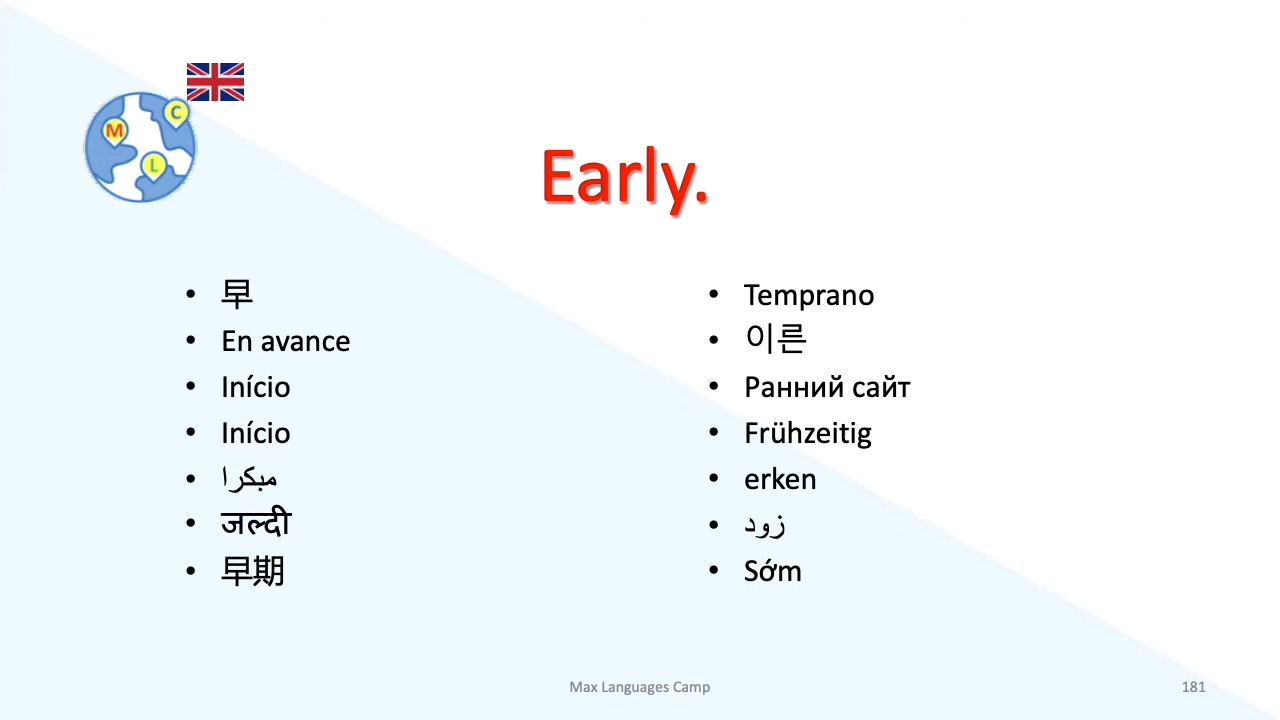 C
M
L
Early.
• 早
• En avance
• Início
• Início
• مبكرا
• जल्दी
• 早期
• Temprano
• 이른
• Ранний сайт
• Frühzeitig
• erken
• زود
• Sớm
Max Languages Camp
181